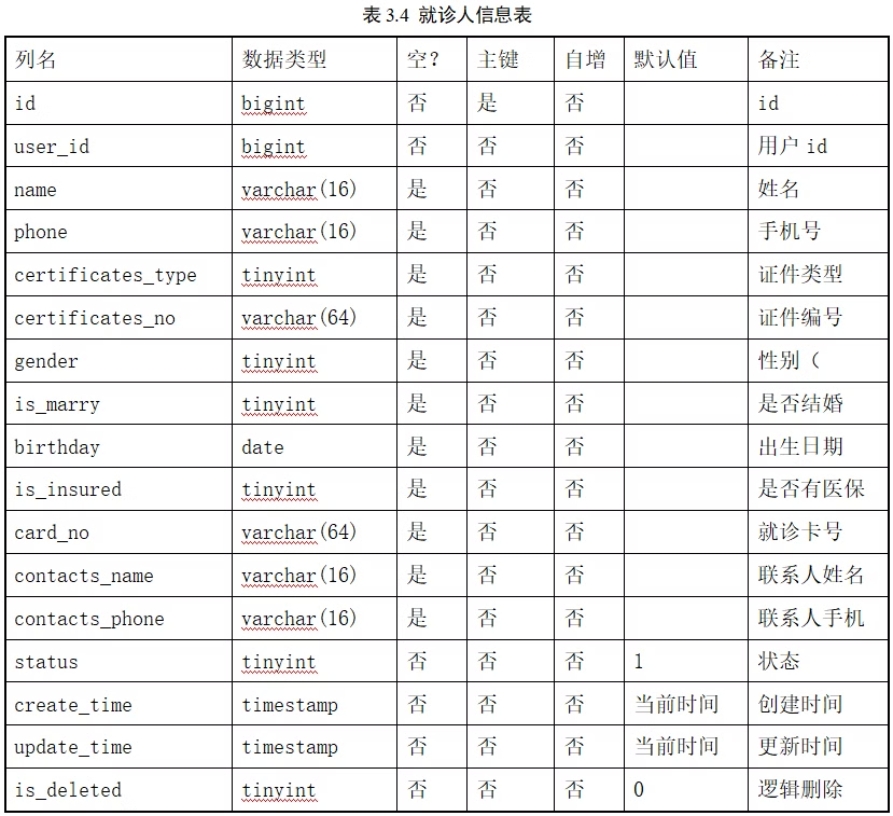 表 3.4 就诊人信息表
列名 数据类型 空？ 主键 自增 默认值 备注
id bigint 否 是 否 id
user_id bigint 否 否 否 用户 id
name varchar(16) 是 否 否 姓名
phone varchar(16) 是 否 否 手机号
certificates_type tinyint 是 否 否 证件类型
certificates_no varchar(64) 是 否 否 证件编号
gender tinyint 是 否 否 性别（
is_marry tinyint 是 否 否 是否结婚
birthday date 是 否 否 出生日期
is_insured tinyint 是 否 否 是否有医保
card_no varchar(64) 是 否 否 就诊卡号
contacts_name varchar(16) 是 否 否 联系人姓名
contacts_phone varchar(16) 是 否 否 联系人手机
status tinyint 否 否 否 1 状态
create_time timestamp 否 否 否 当前时间 创建时间
update_time timestamp 否 否 否 当前时间 更新时间
is_deleted tinyint 否 否 否 0 逻辑删除